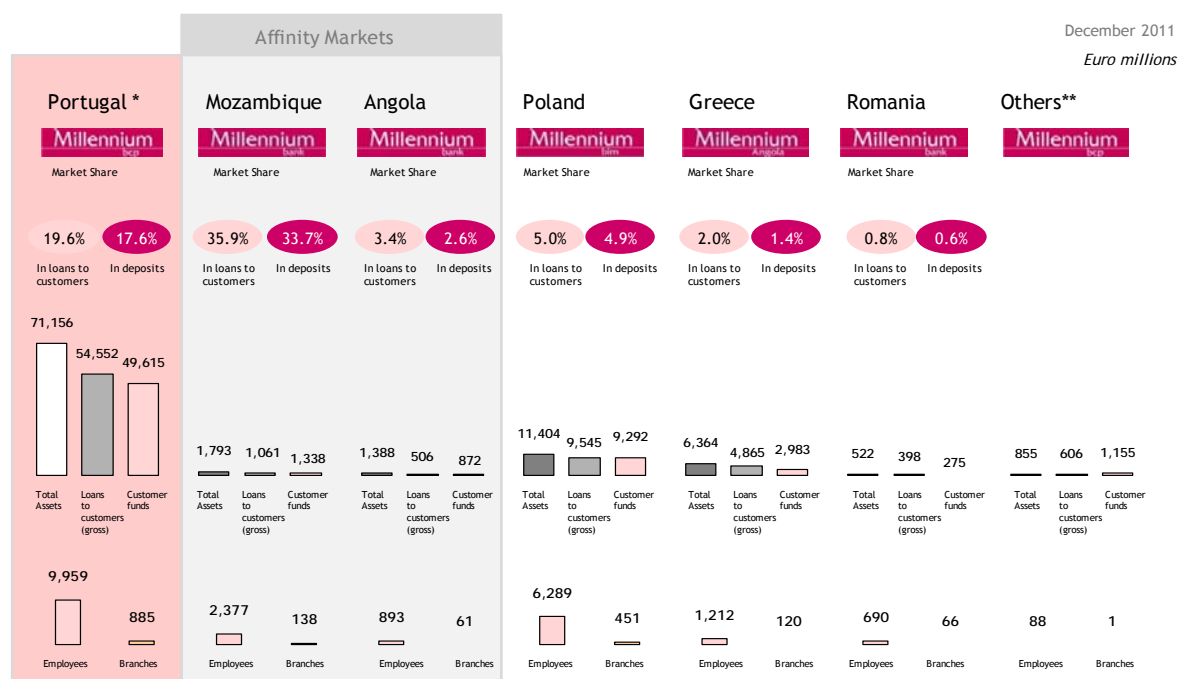 Affinity Markets
December 2011
Euro millions
Portugal * Mozambique Angola Poland Greece Romania Others**
Millennium Millennium Millennium Millennium Millennium Millennium Millennium
bcp bank bank bim Angola bank bcp
Market Share Market Share Market Share Market Share Market Share Market Share
19.6% 17.6% 35.9% 33.7% 3.4% 2.6% 5.0% 4.9% 2.0% 1.4% 0.8% 0.6%
In loans to In deposits In loans to In deposits In loans to In deposits In loans to In deposits In loans to In deposits In loans to In deposits
customers customers customers customers customers customers
71,156
54,552 49,615
1,793 1,061 1,338 1,388 506 872 11,404 9,545 9,292 6,364 4,865 2,983 522 398 275 855 606 1,155
Total Loans Customer Total Loans Customer Total Loans Customer Total Loans Customer Total Loans Customer Total Loans Customer Total Loans Customer
Assets to funds Assets to funds Assets to funds Assets to funds Assets to funds Assets to funds Assets to funds
customers customers customers customers customers customers customers
(gross) (gross) (gross) (gross) (gross) (gross) (gross)
9,959 885 2,377 138 893 61 6,289 451 1,212 120 690 66 88 1
Employees Branches Employees Branches Employees Branches Employees Branches Employees Branches Employees Branches Employees Branches